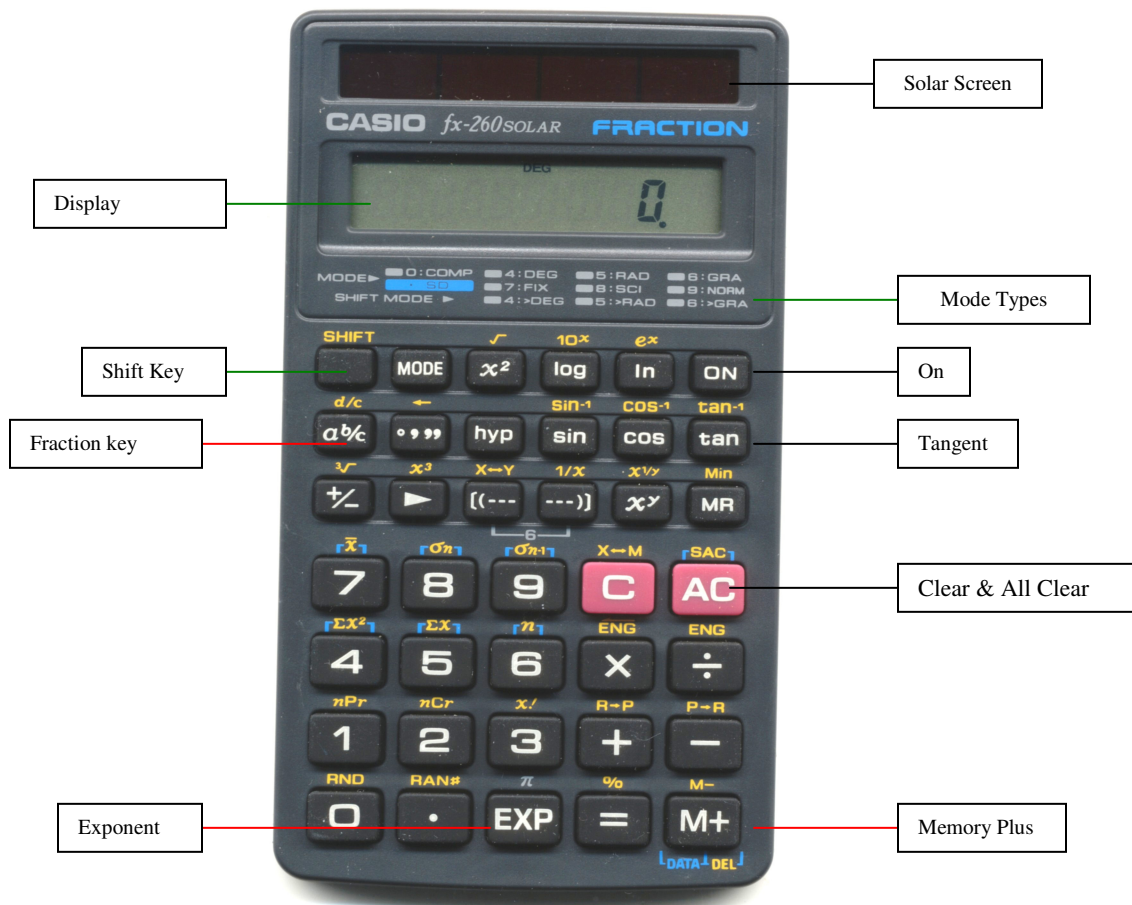 Solar Screen
CASIO fx-260SOLAR FRACTION
DEG
0.
Display
MODE▶ 0:COMP 4:DEG 5:RAD 6:GRA
· SD 7:FIX 8:SCI 9:NORM
SHIFT MODE ▶ 4:>DEG 5:>RAD 6:>GRA
Mode Types
SHIFT √ 10ˣ eˣ
Shift Key MODE x² log ln ON On
d/c ← sin⁻¹ cos⁻¹ tan⁻¹
Fraction key a b/c ° ’ ” hyp sin cos tan Tangent
³√ x³ X↔Y 1/x x¹/ʸ Min
+/− ▶ [(--- ---)] xʸ MR
6
x̄ σn σn-1 X↔M SAC
7 8 9 C AC
Clear & All Clear
Σx² Σx n ENG ENG
4 5 6 × ÷
nPr nCr x! R→P P→R
1 2 3 + −
RND RAN# π % M−
Exponent 0 · EXP = M+ Memory Plus
DATA DEL